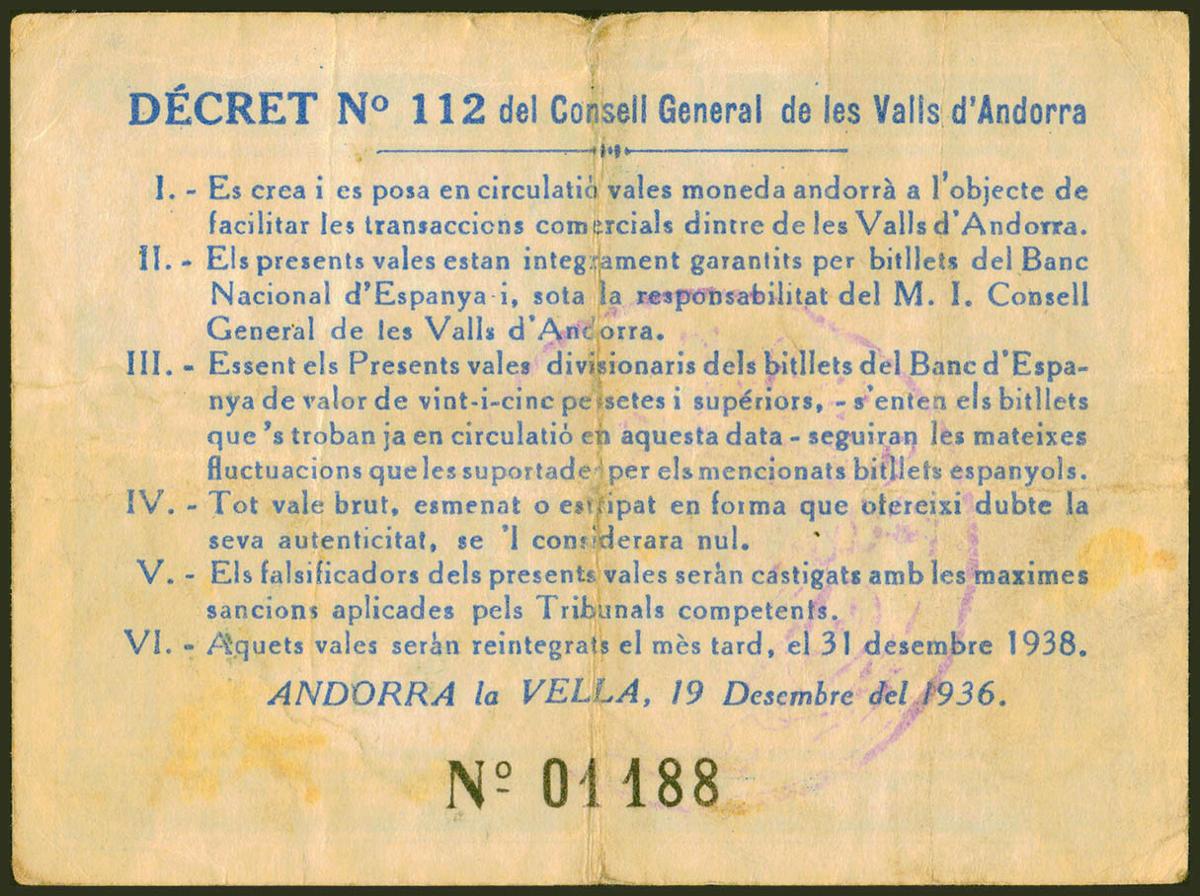 DÉCRET Nº 112 del Consell General de les Valls d'Andorra
I. - Es crea i es posa en circulatiò vales moneda andorrà a l'objecte de
facilitar les transaccions comercials dintre de les Valls d'Andorra.
II. - Els presents vales estan integrament garantits per bitllets del Banc
Nacional d'Espanya i, sota la responsabilitat del M. I. Consell
General de les Valls d'Andorra.
III. - Essent els Presents vales divisionaris dels bitllets del Banc d'Espa-
nya de valor de vint-i-cinc pessetes i supériors, - s'enten els bitllets
que 's troban ja en circulatiò en aquesta data - seguiran les mateixes
fluctuacions que les suportades per els mencionats bitllets espanyols.
IV. - Tot vale brut, esmenat o estripat en forma que ofereixi dubte la
seva autenticitat, se 'l considerara nul.
V. - Els falsificadors dels presents vales seràn castigats amb les maximes
sancions aplicades pels Tribunals competents.
VI. - Aquets vales seràn reintegrats el mès tard, el 31 desembre 1938.
ANDORRA la VELLA, 19 Desembre del 1936.
Nº 01188